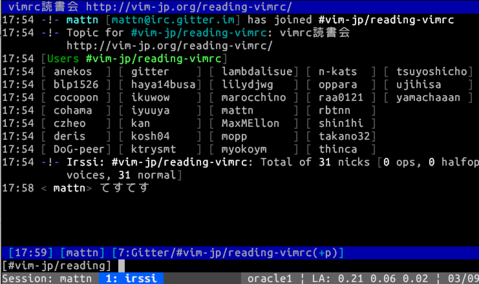 vimrc読書会 http://vim-jp.org/reading-vimrc/
17:54 -!- mattn [mattn@irc.gitter.im] has joined #vim-jp/reading-vimrc
17:54 -!- Topic for #vim-jp/reading-vimrc: vimrc読書会
http://vim-jp.org/reading-vimrc/
17:54 [Users #vim-jp/reading-vimrc]
17:54 [ anekos ] [ gitter ] [ lambdalisue] [ n-kats ] [ tsuyoshicho]
17:54 [ blp1526 ] [ haya14busa] [ lilydjwg ] [ oppara ] [ ujihisa ]
17:54 [ cocopon ] [ ikuwow ] [ marocchino ] [ raa0121 ] [ yamachaaan ]
17:54 [ cohama ] [ iyuuya ] [ mattn ] [ rbtnn ]
17:54 [ czheo ] [ kan ] [ MaxMEllon ] [ shin1hi ]
17:54 [ deris ] [ kosh04 ] [ mopp ] [ takano32 ]
17:54 [ DoG-peer] [ ktrysmt ] [ myokoym ] [ thinca ]
17:54 -!- Irssi: #vim-jp/reading-vimrc: Total of 31 nicks [0 ops, 0 halfop
voices, 31 normal]
17:58 < mattn> てすてす
[17:59] [mattn] [7:Gitter/#vim-jp/reading-vimrc(+p)]
[#vim-jp/reading]
Session: mattn 1: irssi oracle1 | LA: 0.21 0.06 0.02 | 03/09